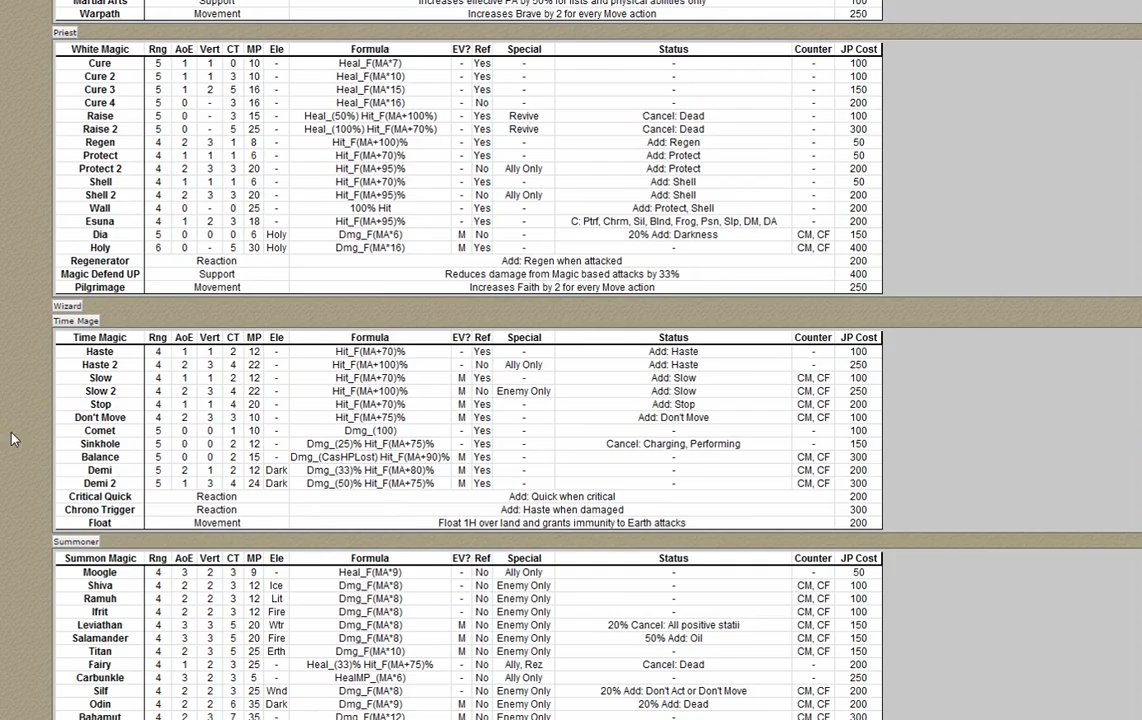 Martial Arts Support Increases effective PA by 50% for fists and physical abilities only 100
Warpath Movement Increases Brave by 2 for every Move action 250
Priest
White Magic Rng AoE Vert CT MP Ele Formula EV? Ref Special Status Counter JP Cost
Cure 5 1 1 0 10 - Heal_F(MA*7) - Yes - - - 100
Cure 2 5 1 1 3 10 - Heal_F(MA*10) - Yes - - - 100
Cure 3 5 1 2 5 16 - Heal_F(MA*15) - Yes - - - 150
Cure 4 5 0 - 3 16 - Heal_F(MA*16) - No - - - 200
Raise 5 0 - 3 15 - Heal_(50%) Hit_F(MA+100%) - Yes Revive Cancel: Dead - 100
Raise 2 5 0 - 5 25 - Heal_(100%) Hit_F(MA+70%) - Yes Revive Cancel: Dead - 300
Regen 4 2 3 1 8 - Hit_F(MA+100)% - Yes - Add: Regen - 50
Protect 4 1 1 1 6 - Hit_F(MA+70)% - Yes - Add: Protect - 50
Protect 2 4 2 3 3 20 - Hit_F(MA+95)% - No Ally Only Add: Protect - 200
Shell 4 1 1 1 6 - Hit_F(MA+70)% - Yes - Add: Shell - 50
Shell 2 4 2 3 3 20 - Hit_F(MA+95)% - No Ally Only Add: Shell - 200
Wall 4 0 - 0 25 - 100% Hit - Yes - Add: Protect, Shell - 200
Esuna 4 1 2 3 18 - Hit_F(MA+95)% - Yes - C: Ptrf, Chrm, Sil, Blnd, Frog, Psn, Slp, DM, DA - 200
Dia 5 0 0 0 6 Holy Dmg_F(MA*6) M No - 20% Add: Darkness CM, CF 150
Holy 6 0 - 5 30 Holy Dmg_F(MA*16) M Yes - - CM, CF 400
Regenerator Reaction Add: Regen when attacked 200
Magic Defend UP Support Reduces damage from Magic based attacks by 33% 400
Pilgrimage Movement Increases Faith by 2 for every Move action 250
Wizard
Time Mage
Time Magic Rng AoE Vert CT MP Ele Formula EV? Ref Special Status Counter JP Cost
Haste 4 1 1 2 12 - Hit_F(MA+70)% - Yes - Add: Haste - 100
Haste 2 4 2 3 4 22 - Hit_F(MA+100)% - No Ally Only Add: Haste - 250
Slow 4 1 1 2 12 - Hit_F(MA+70)% M Yes - Add: Slow CM, CF 100
Slow 2 4 2 3 4 22 - Hit_F(MA+100)% M No Enemy Only Add: Slow CM, CF 250
Stop 4 1 1 4 20 - Hit_F(MA+70)% M Yes - Add: Stop CM, CF 200
Don't Move 4 2 3 3 10 - Hit_F(MA+75)% M Yes - Add: Don't Move CM, CF 100
Comet 5 0 0 1 10 - Dmg_(100) - Yes - - CM, CF 100
Sinkhole 5 0 0 2 12 - Dmg_(25)% Hit_F(MA+75)% - Yes - Cancel: Charging, Performing - 150
Balance 5 0 0 2 15 - Dmg_(CasHPLost) Hit_F(MA+90)% M Yes - - CM, CF 300
Demi 5 2 1 2 12 Dark Dmg_(33)% Hit_F(MA+80)% M Yes - - CM, CF 200
Demi 2 5 1 3 4 24 Dark Dmg_(50)% Hit_F(MA+75)% M Yes - - CM, CF 300
Critical Quick Reaction Add: Quick when critical 200
Chrono Trigger Reaction Add: Haste when damaged 300
Float Movement Float 1H over land and grants immunity to Earth attacks 200
Summoner
Summon Magic Rng AoE Vert CT MP Ele Formula EV? Ref Special Status Counter JP Cost
Moogle 4 3 2 3 9 - Heal_F(MA*9) - No Ally Only - - 50
Shiva 4 2 2 3 12 Ice Dmg_F(MA*8) - No Enemy Only - CM, CF 100
Ramuh 4 2 2 3 12 Lit Dmg_F(MA*8) - No Enemy Only - CM, CF 100
Ifrit 4 2 2 3 12 Fire Dmg_F(MA*8) - No Enemy Only - CM, CF 100
Leviathan 4 3 3 5 20 Wtr Dmg_F(MA*8) M No Enemy Only 20% Cancel: All positive statii CM, CF 150
Salamander 4 3 3 5 20 Fire Dmg_F(MA*8) M No Enemy Only 50% Add: Oil CM, CF 150
Titan 4 2 3 5 25 Erth Dmg_F(MA*10) M No Enemy Only - CM, CF 150
Fairy 4 1 2 3 25 - Heal_(33)% Hit_F(MA+75)% - No Ally, Rez Cancel: Dead - 200
Carbunkle 4 3 2 3 5 - HealMP_(MA*6) - No Ally Only - - 250
Silf 4 2 2 3 25 Wnd Dmg_F(MA*8) - No Enemy Only 20% Add: Don't Act or Don't Move CM, CF 200
Odin 4 2 2 6 35 Dark Dmg_F(MA*9) M No Enemy Only 20% Add: Dead CM, CF 200
Bahamut 4 2 3 7 35 - Dmg_F(MA*12) M No Enemy Only - CM, CF 300